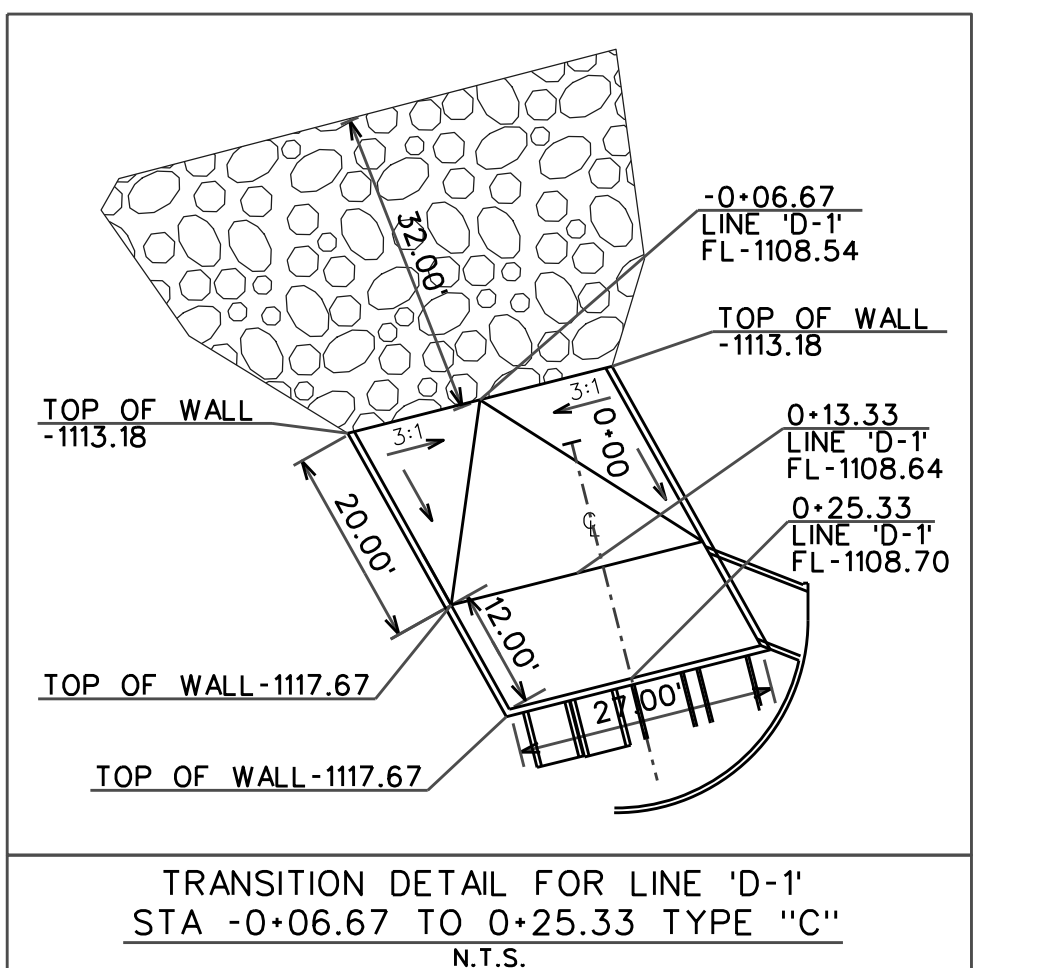 32.00'
-0+06.67
LINE 'D-1'
FL-1108.54
TOP OF WALL
-1113.18
TOP OF WALL
-1113.18
3:1
3:1
0+00
0+13.33
LINE 'D-1'
FL-1108.64
0+25.33
LINE 'D-1'
FL-1108.70
20.00'
℄
12.00'
TOP OF WALL-1117.67
27.00'
TOP OF WALL-1117.67
TRANSITION DETAIL FOR LINE 'D-1'
STA -0+06.67 TO 0+25.33 TYPE "C"
N.T.S.